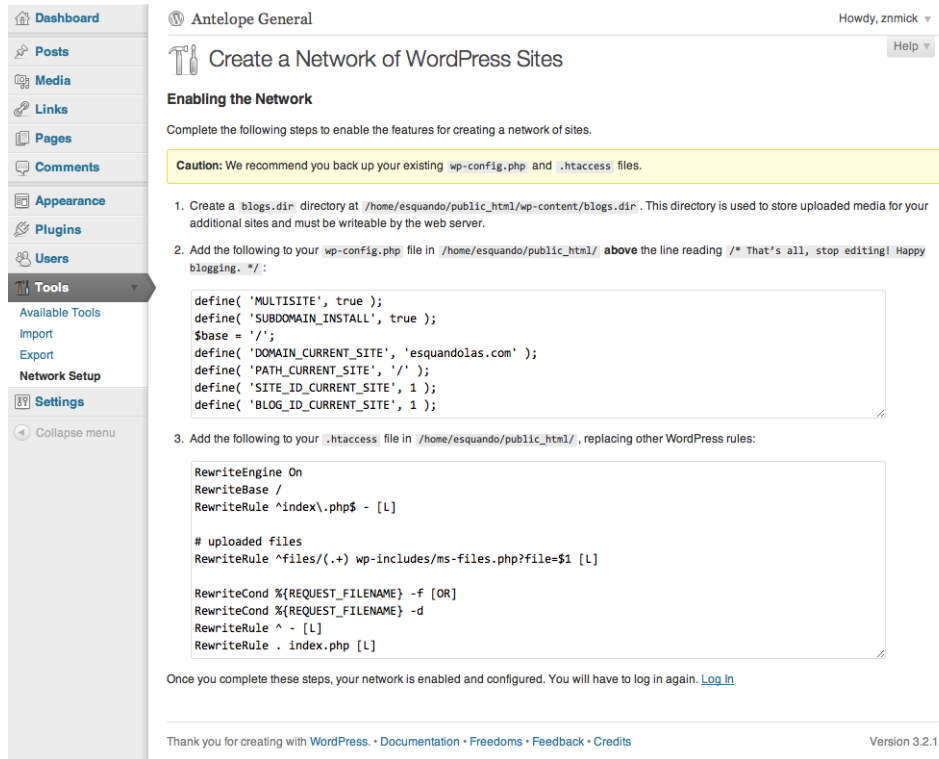 Dashboard
Posts
Media
Links
Pages
Comments
Appearance
Plugins
Users
Tools
Available Tools
Import
Export
Network Setup
Settings
Collapse menu
Antelope General
Howdy, znmick
Help
Create a Network of WordPress Sites
Enabling the Network
Complete the following steps to enable the features for creating a network of sites.
Caution: We recommend you back up your existing wp-config.php and .htaccess files.
1. Create a blogs.dir directory at /home/esquando/public_html/wp-content/blogs.dir. This directory is used to store uploaded media for your
additional sites and must be writeable by the web server.
2. Add the following to your wp-config.php file in /home/esquando/public_html/ above the line reading /* That's all, stop editing! Happy
blogging. */:
define( 'MULTISITE', true );
define( 'SUBDOMAIN_INSTALL', true );
$base = '/';
define( 'DOMAIN_CURRENT_SITE', 'esquandolas.com' );
define( 'PATH_CURRENT_SITE', '/' );
define( 'SITE_ID_CURRENT_SITE', 1 );
define( 'BLOG_ID_CURRENT_SITE', 1 );
3. Add the following to your .htaccess file in /home/esquando/public_html/, replacing other WordPress rules:
RewriteEngine On
RewriteBase /
RewriteRule ^index\.php$ - [L]
# uploaded files
RewriteRule ^files/(.+) wp-includes/ms-files.php?file=$1 [L]
RewriteCond %{REQUEST_FILENAME} -f [OR]
RewriteCond %{REQUEST_FILENAME} -d
RewriteRule ^ - [L]
RewriteRule . index.php [L]
Once you complete these steps, your network is enabled and configured. You will have to log in again. Log In
Thank you for creating with WordPress. • Documentation • Freedoms • Feedback • Credits
Version 3.2.1